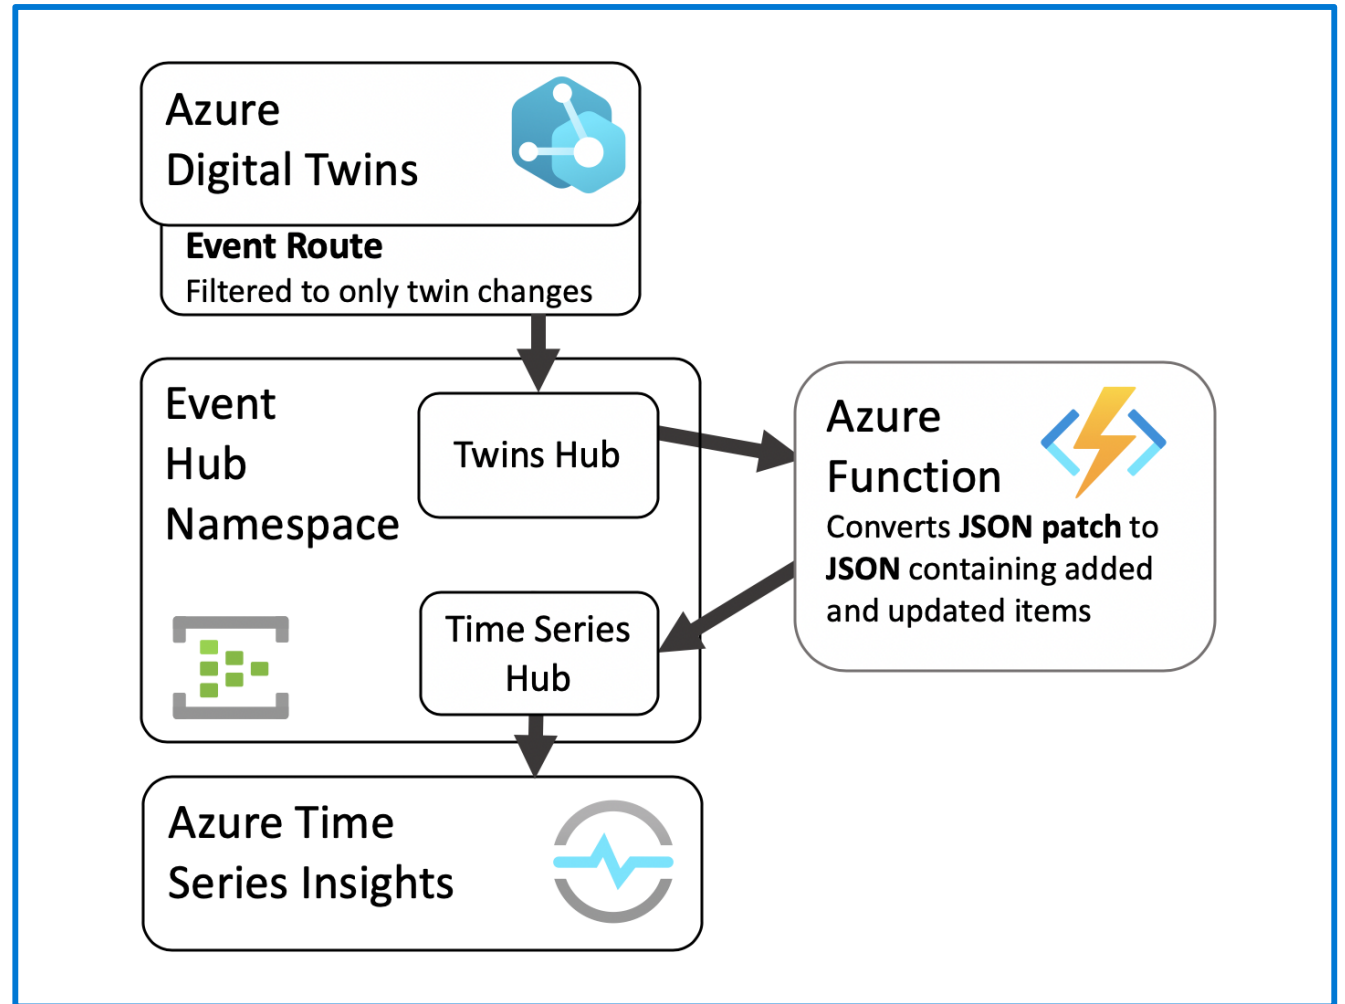 Azure
Digital Twins
Event Route
Filtered to only twin changes
Event
Hub
Namespace
Twins Hub
Azure
Function
Converts JSON patch to
JSON containing added
and updated items
Time Series
Hub
Azure Time
Series Insights